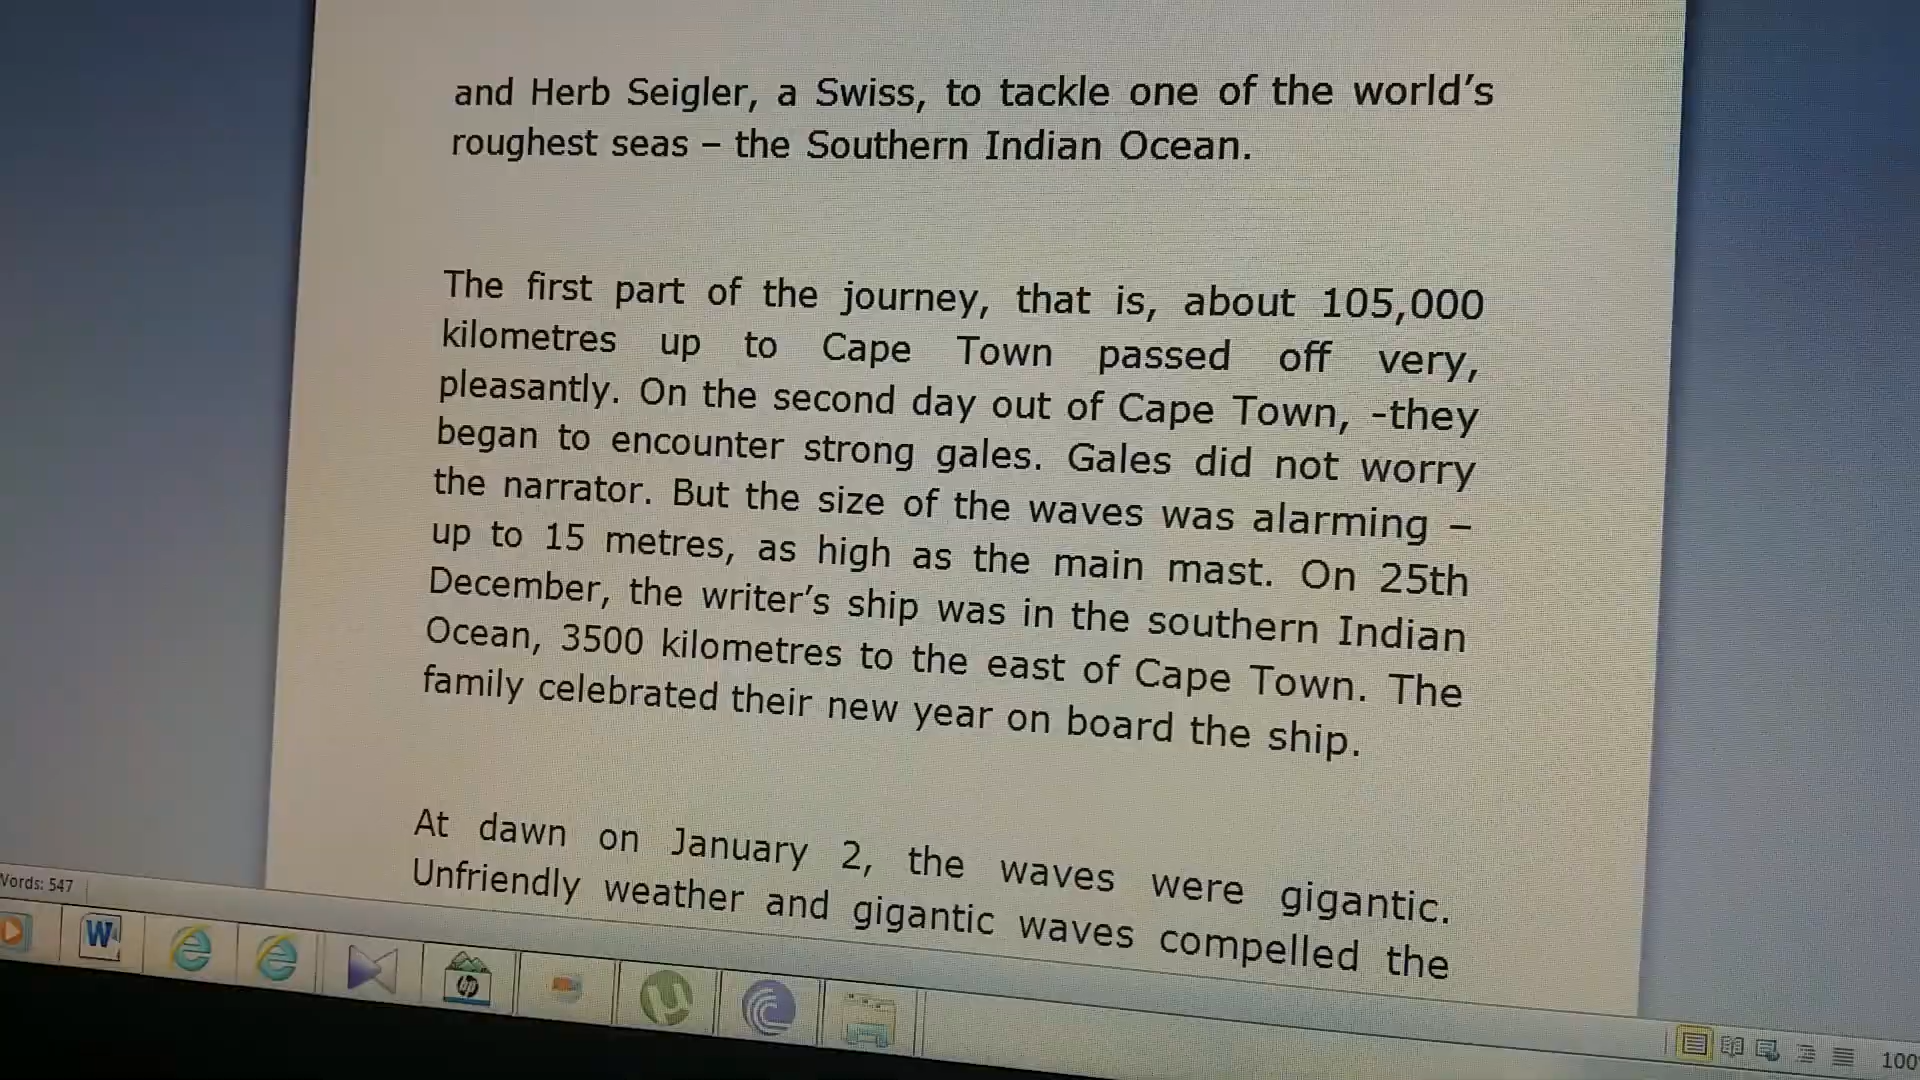 and Herb Seigler, a Swiss, to tackle one of the world's
roughest seas – the Southern Indian Ocean.
The first part of the journey, that is, about 105,000
kilometres up to Cape Town passed off very,
pleasantly. On the second day out of Cape Town, -they
began to encounter strong gales. Gales did not worry
the narrator. But the size of the waves was alarming –
up to 15 metres, as high as the main mast. On 25th
December, the writer's ship was in the southern Indian
Ocean, 3500 kilometres to the east of Cape Town. The
family celebrated their new year on board the ship.
At dawn on January 2, the waves were gigantic.
Unfriendly weather and gigantic waves compelled the
Words: 547
W
hp
100